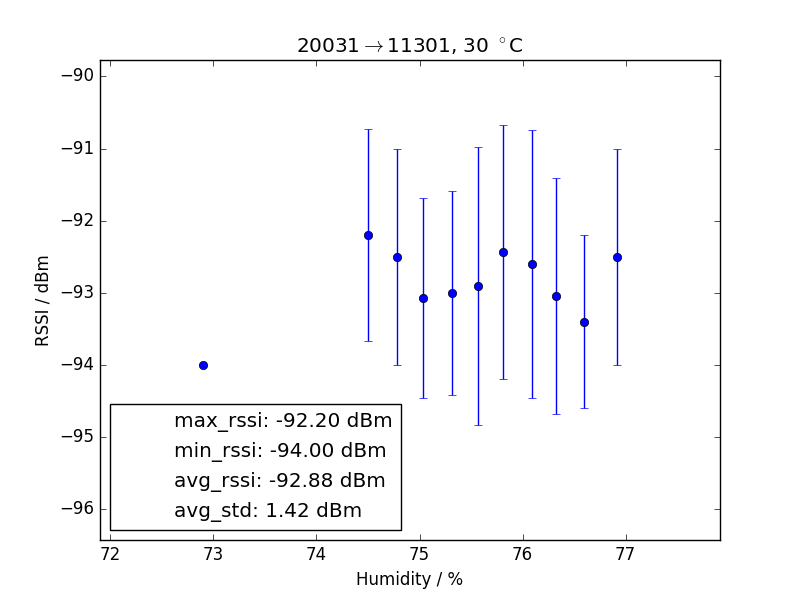 20031→11301, 30 °C
−90
−91
−92
−93
−94
−95
−96
RSSI / dBm
max_rssi: -92.20 dBm
min_rssi: -94.00 dBm
avg_rssi: -92.88 dBm
avg_std: 1.42 dBm
72 73 74 75 76 77
Humidity / %